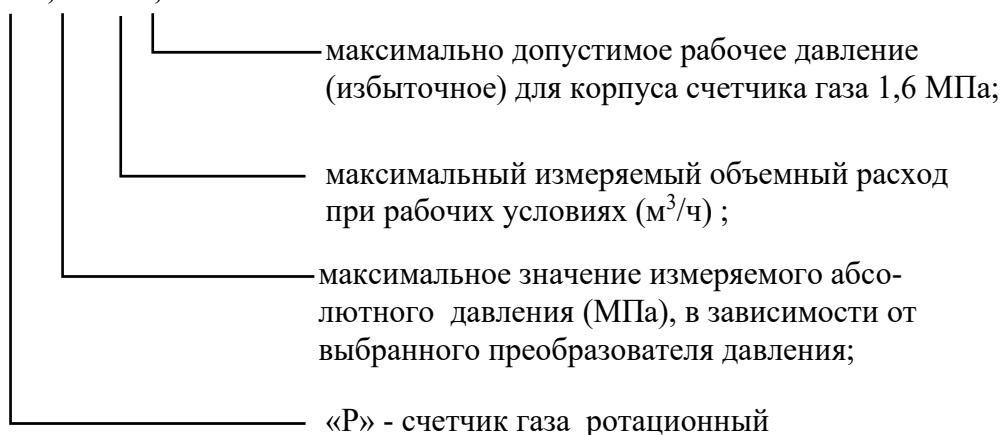 максимально допустимое рабочее давление
(избыточное) для корпуса счетчика газа 1,6 МПа;
максимальный измеряемый объемный расход
при рабочих условиях (м³/ч) ;
максимальное значение измеряемого абсо-
лютного давления (МПа), в зависимости от
выбранного преобразователя давления;
«Р» - счетчик газа ротационный